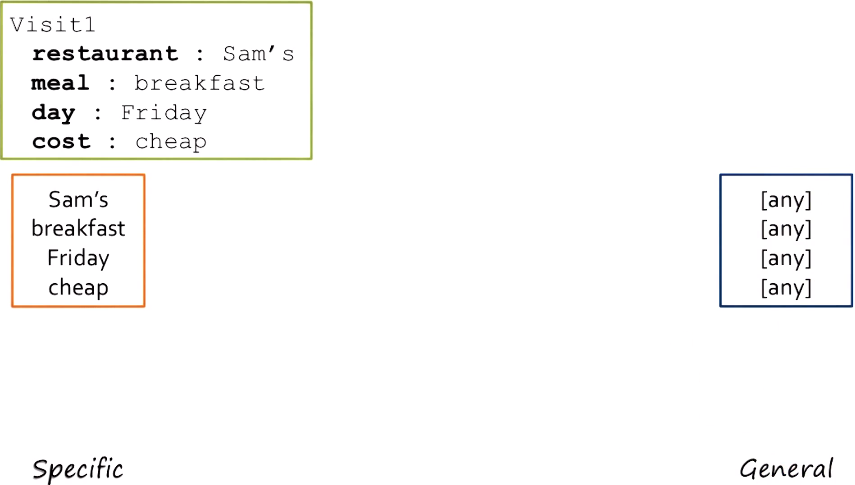 Visit1
restaurant : Sam’s
meal : breakfast
day : Friday
cost : cheap
Sam’s
breakfast
Friday
cheap
[any]
[any]
[any]
[any]
Specific
General